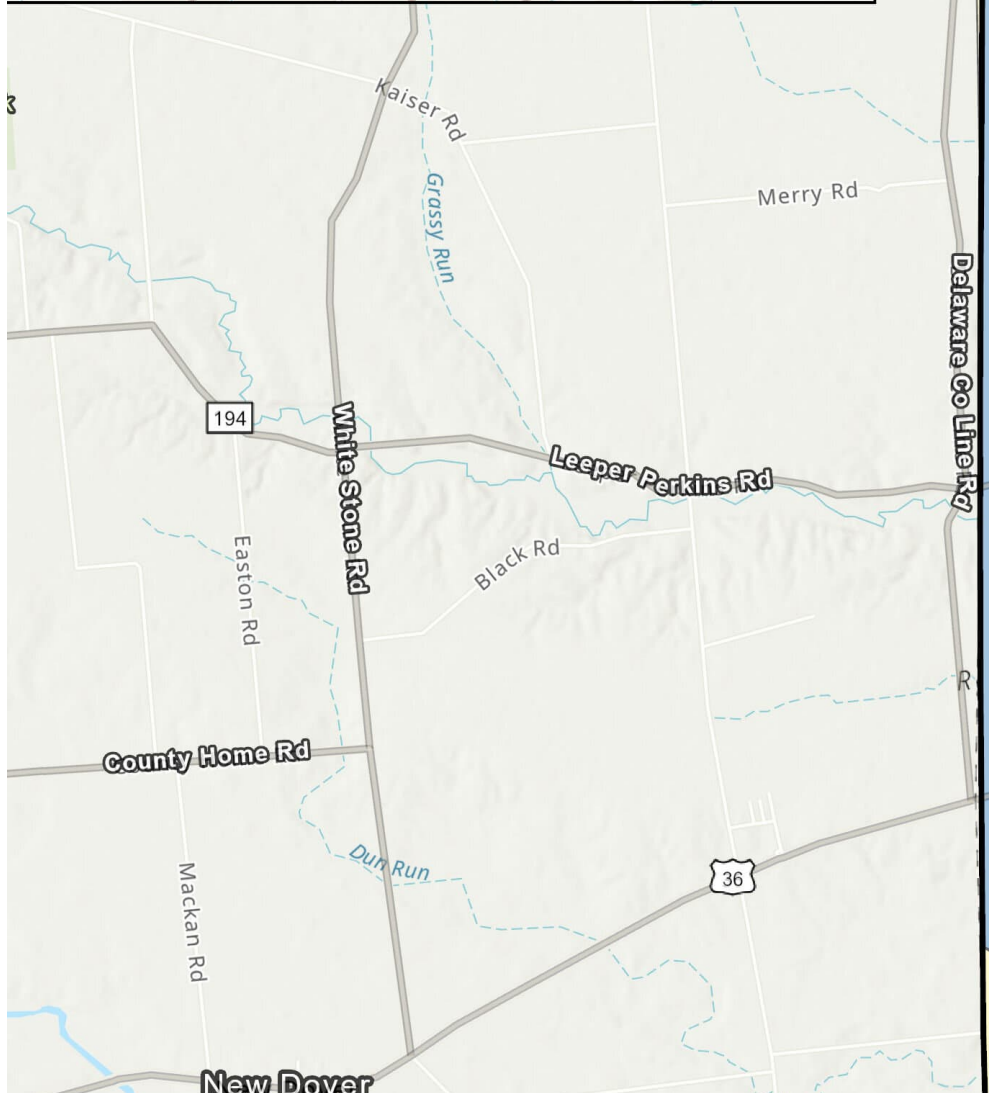 Kaiser Rd
Grassy Run
Merry Rd
Delaware Co Line Rd
194
White Stone Rd
Leeper Perkins Rd
Easton Rd
Black Rd
R
County Home Rd
Dun Run
36
Mackan Rd
New Dover